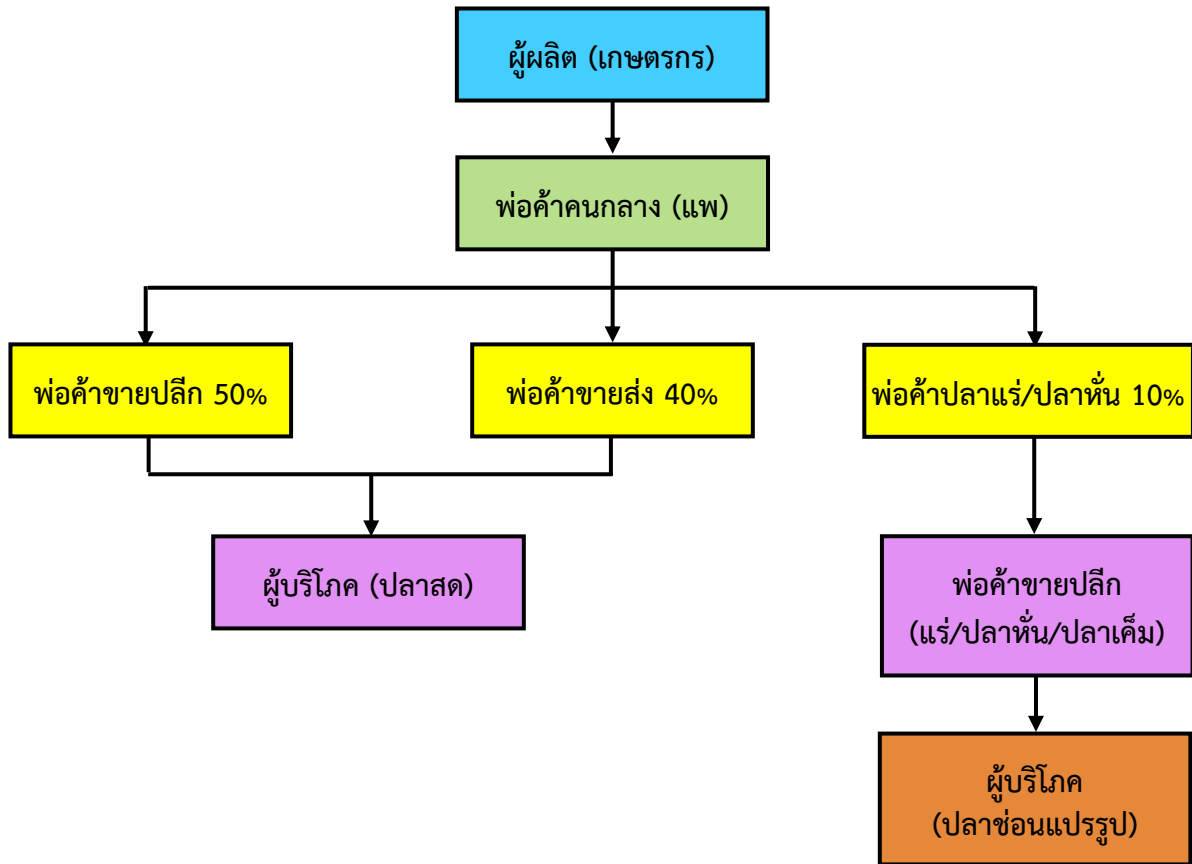 ผู้ผลิต (เกษตรกร)
พ่อค้าคนกลาง (แพ)
พ่อค้าขายปลีก 50%
พ่อค้าขายส่ง 40%
พ่อค้าปลาแร่/ปลาหั่น 10%
ผู้บริโภค (ปลาสด)
พ่อค้าขายปลีก
(แร่/ปลาหั่น/ปลาเค็ม)
ผู้บริโภค
(ปลาช่อนแปรรูป)